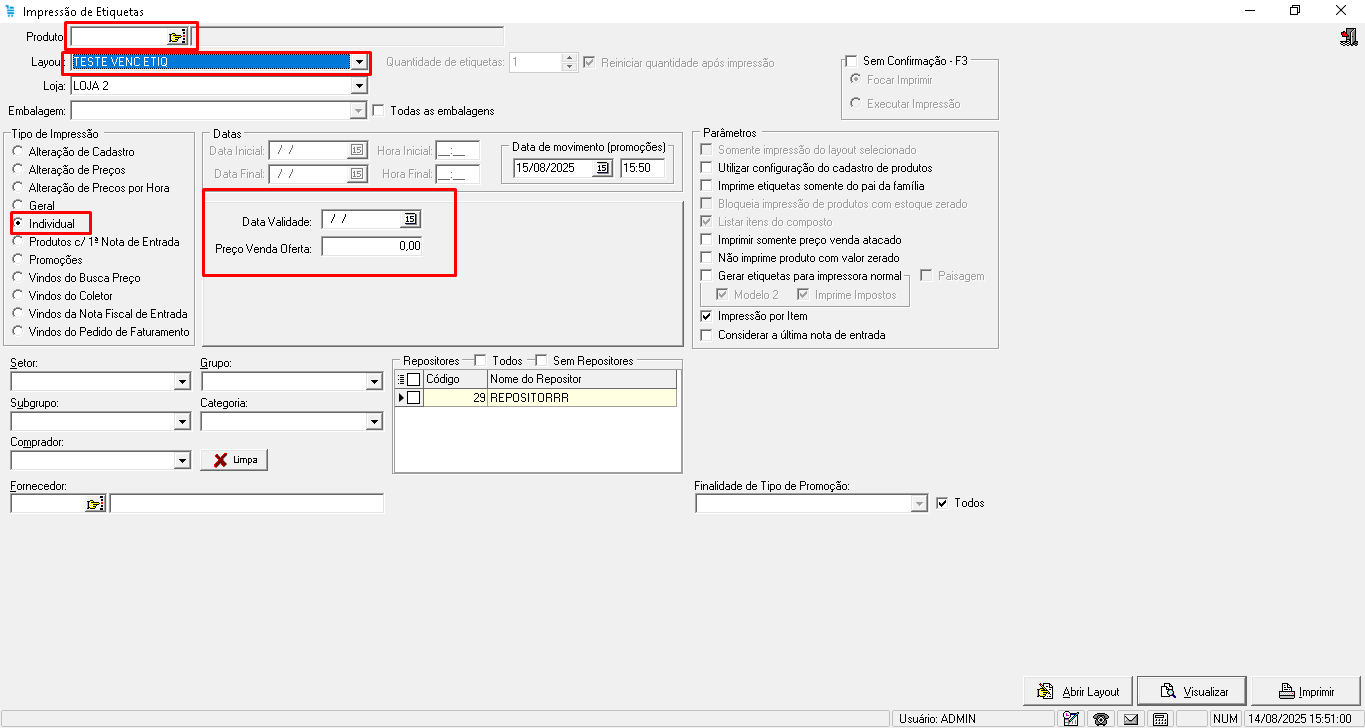 Impressão de Etiquetas
Produto
Layout: TESTE VENC ETIQ Quantidade de etiquetas: 1 Reiniciar quantidade após impressão
Sem Confirmação - F3
Focar Imprimir
Executar Impressão
Loja: LOJA 2
Embalagem: Todas as embalagens
Tipo de Impressão
Alteração de Cadastro
Alteração de Preços
Alteração de Precos por Hora
Geral
Individual
Produtos c/ 1ª Nota de Entrada
Promoções
Vindos do Busca Preço
Vindos do Coletor
Vindos da Nota Fiscal de Entrada
Vindos do Pedido de Faturamento
Datas
Data Inicial: / / 15 Hora Inicial: __:__
Data Final: / / 15 Hora Final: __:__
Data de movimento (promoções)
15/08/2025 15 15:50
Data Validade: / / 15
Preço Venda Oferta: 0,00
Parâmetros
Somente impressão do layout selecionado
Utilizar configuração do cadastro de produtos
Imprime etiquetas somente do pai da família
Bloqueia impressão de produtos com estoque zerado
Listar itens do composto
Imprimir somente preço venda atacado
Não imprime produto com valor zerado
Gerar etiquetas para impressora normal Paisagem
Modelo 2 Imprime Impostos
Impressão por Item
Considerar a última nota de entrada
Setor: Grupo:
Subgrupo: Categoria:
Comprador:
Limpa
Repositores Todos Sem Repositores
Código Nome do Repositor
29 REPOSITORRR
Fornecedor:
Finalidade de Tipo de Promoção:
Todos
Abrir Layout Visualizar Imprimir
Usuário: ADMIN NUM 14/08/2025 15:51:00